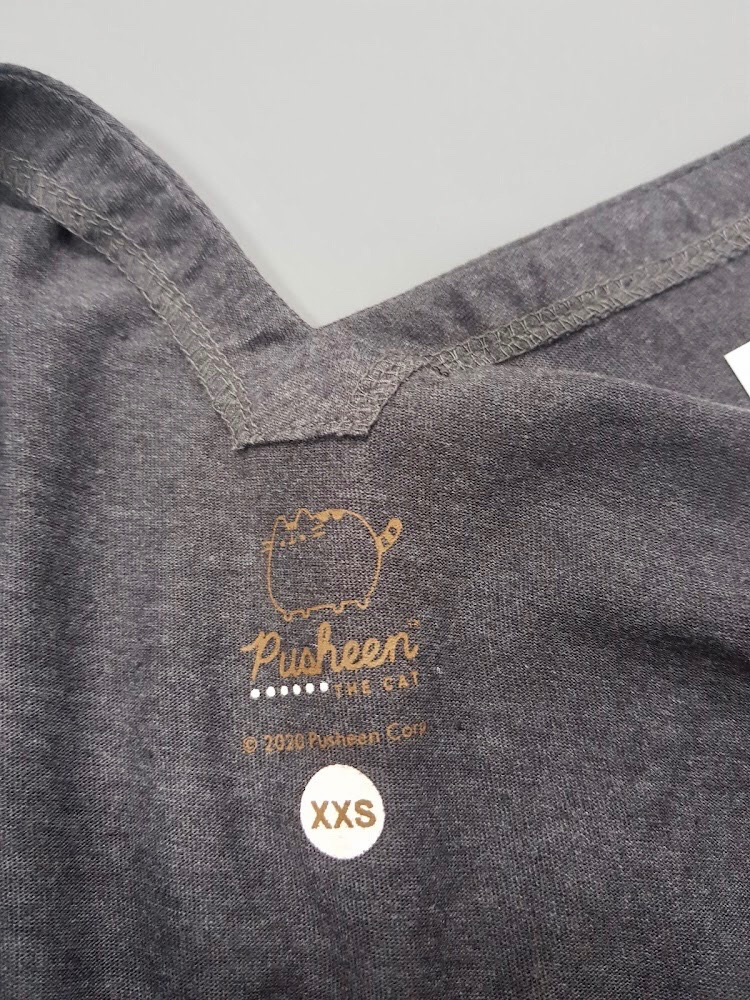 Pusheen™
THE CAT
© 2020 Pusheen Corp
XXS